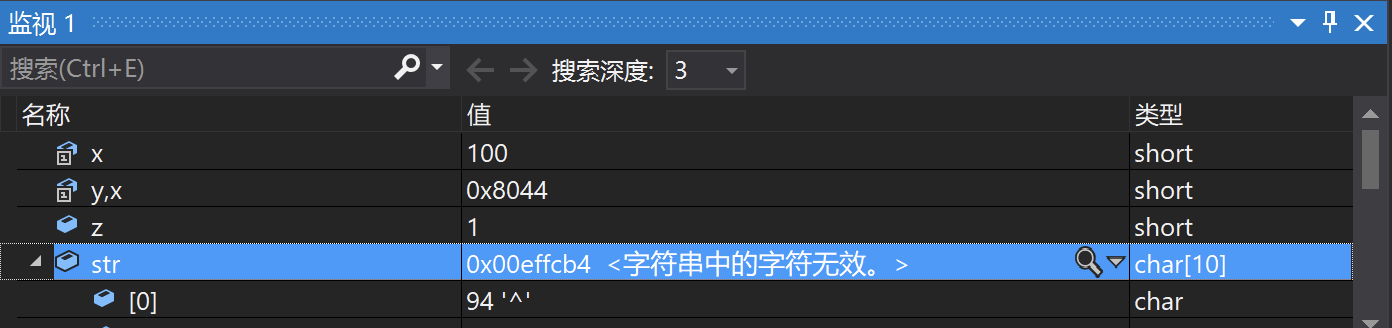 监视 1
搜索(Ctrl+E) 搜索深度: 3
名称 值 类型
x 100 short
y,x 0x8044 short
z 1 short
str 0x00effcb4 <字符串中的字符无效。> char[10]
[0] 94 '^' char